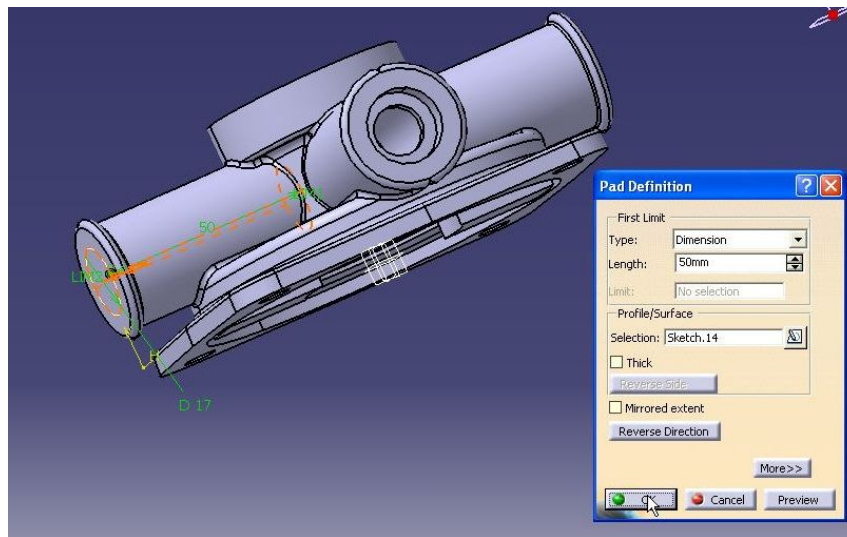 Pad Definition
First Limit
Type: Dimension
Length: 50mm
Limit: No selection
Profile/Surface
Selection: Sketch.14
Thick
Reverse Side
Mirrored extent
Reverse Direction
More>>
Cancel Preview
50
H
D 17